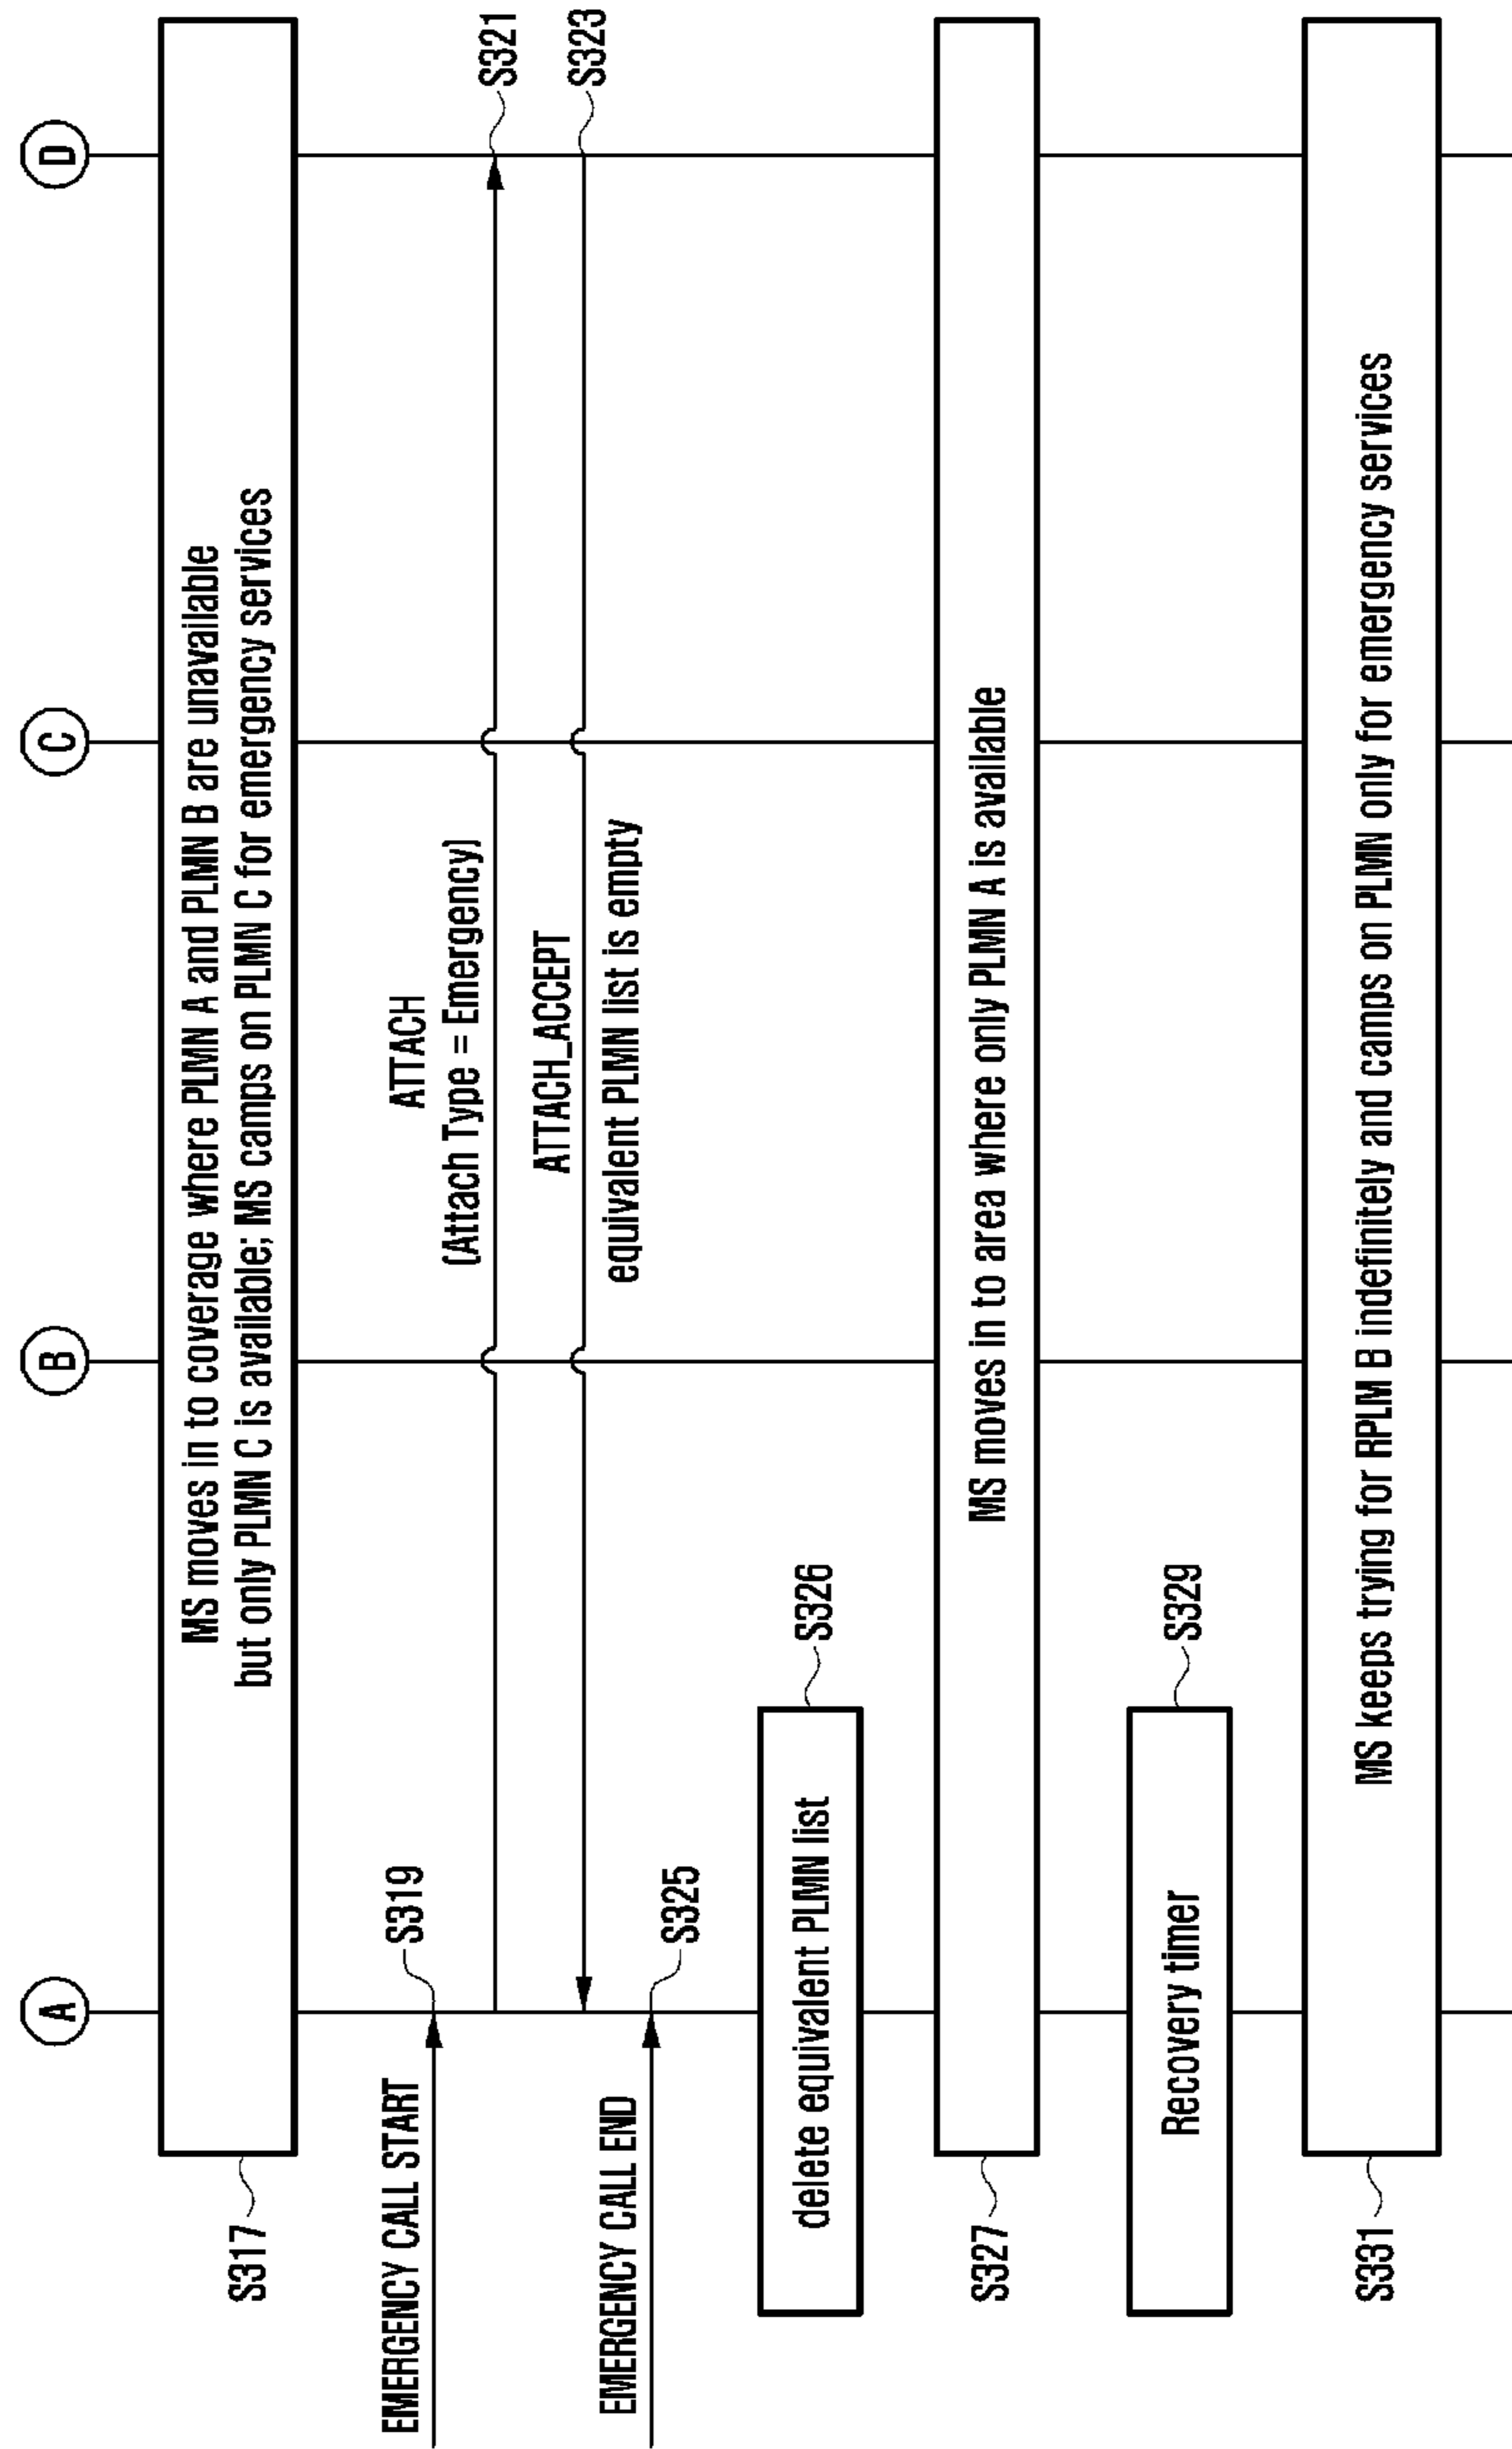 A
B
C
D
S317
MS moves in to coverage where PLMN A and PLMN B are unavailable
but only PLMN C is available; MS camps on PLMN C for emergency services
EMERGENCY CALL START
S319
ATTACH
(Attach Type = Emergency)
S321
ATTACH_ACCEPT
S323
equivalent PLMN list is empty
EMERGENCY CALL END
S325
delete equivalent PLMN list
S326
S327
MS moves in to area where only PLMN A is available
Recovery timer
S329
S331
MS keeps trying for RPLM B indefinitely and camps on PLMN only for emergency services